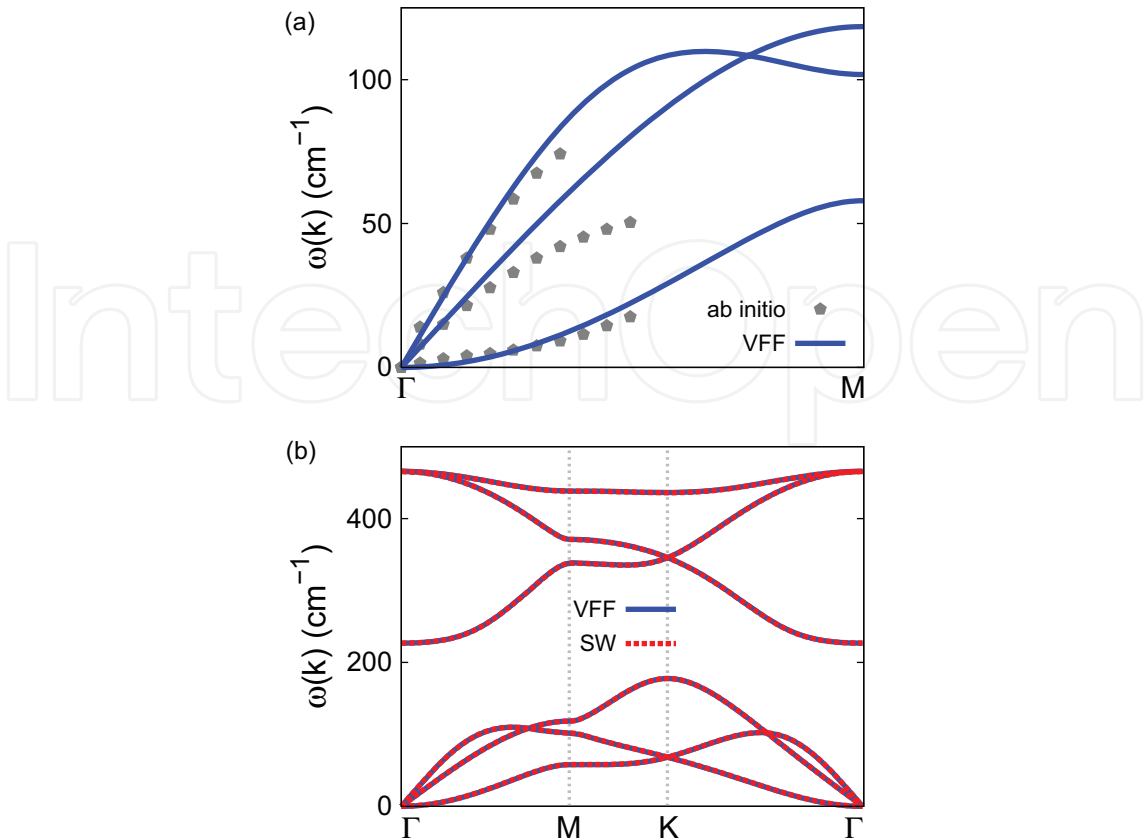 (a)
100
50
0
ω(k) (cm⁻¹)
ab initio
VFF
Γ
M
IntechOpen
(b)
400
200
0
ω(k) (cm⁻¹)
VFF
SW
Γ
M
K
Γ